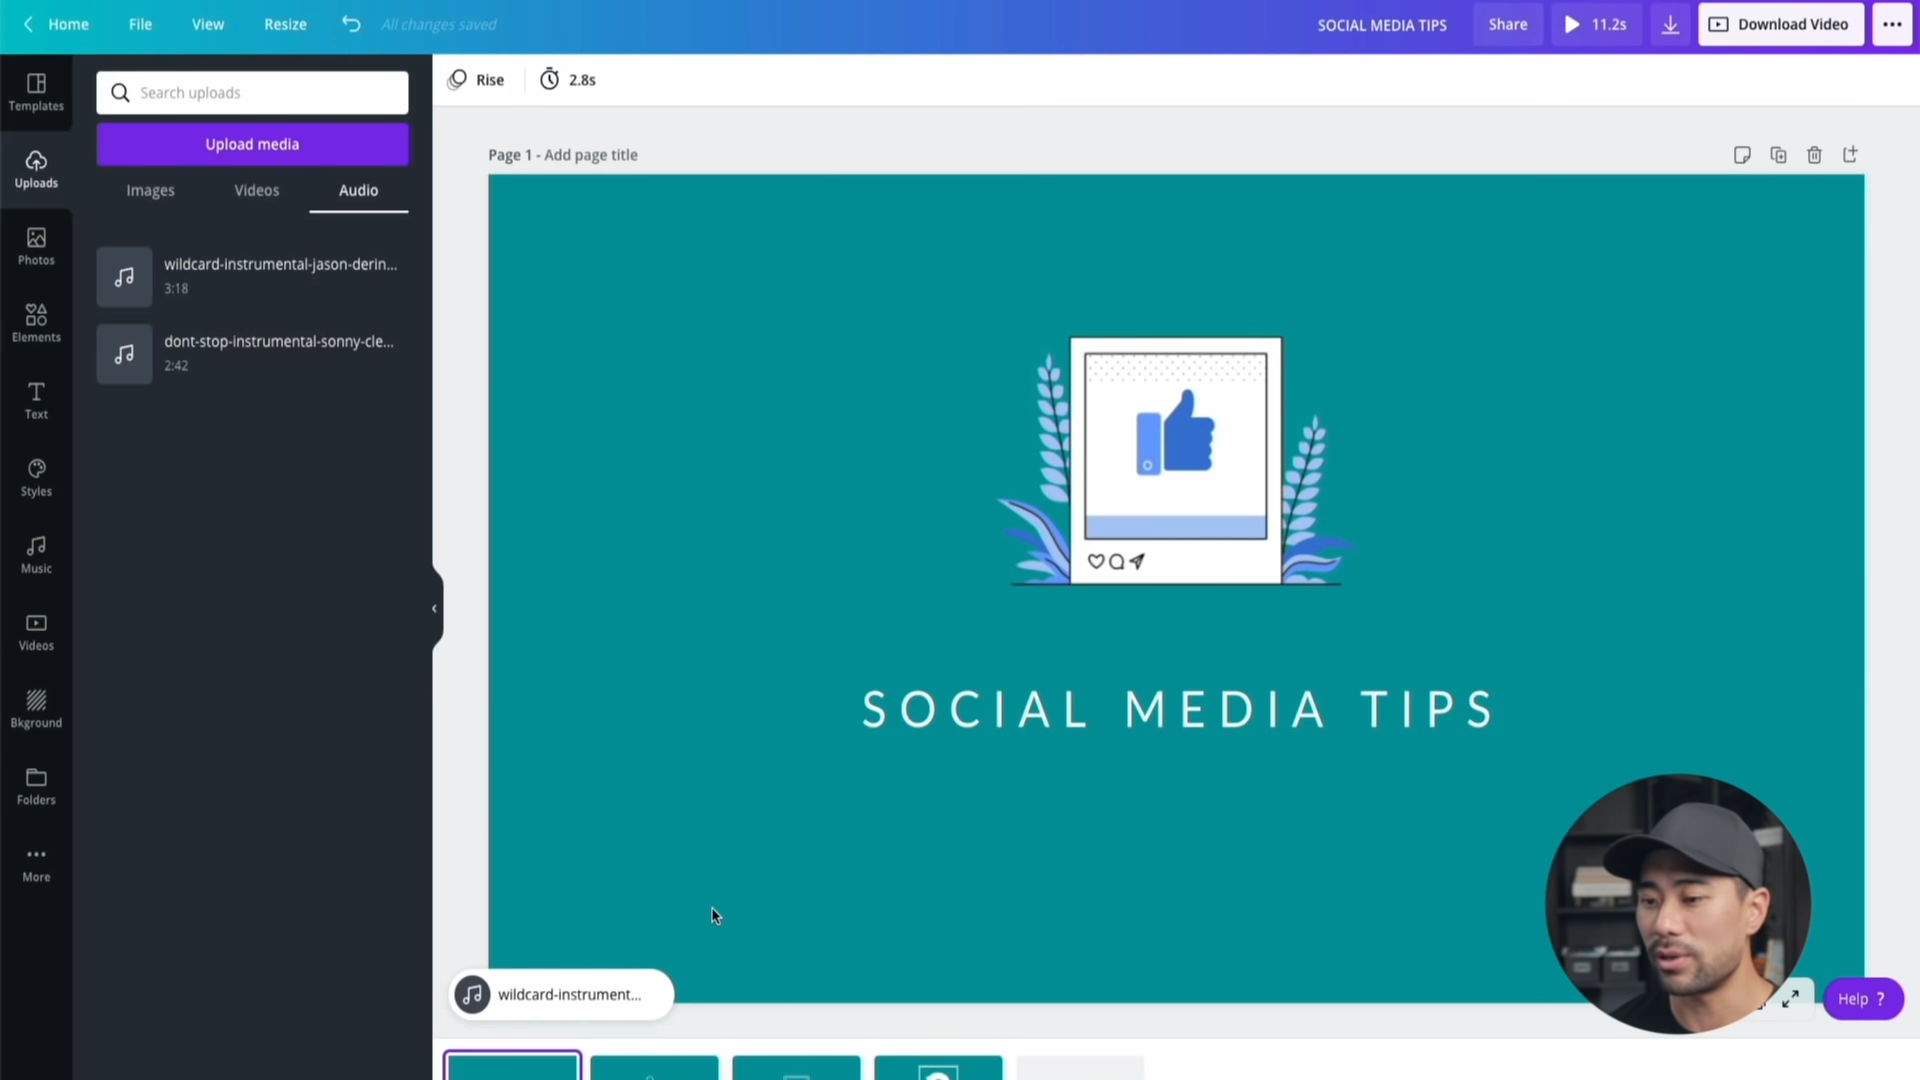 Home
File
View
Resize
All changes saved
SOCIAL MEDIA TIPS
Share
11.2s
Download Video
Templates
Search uploads
Rise
2.8s
Upload media
Uploads
Images
Videos
Audio
Page 1 - Add page title
Photos
wildcard-instrumental-jason-derin...
3:18
Elements
dont-stop-instrumental-sonny-cle...
2:42
Text
Styles
Music
Videos
Bkground
SOCIAL MEDIA TIPS
Folders
More
wildcard-instrument...
Help ?